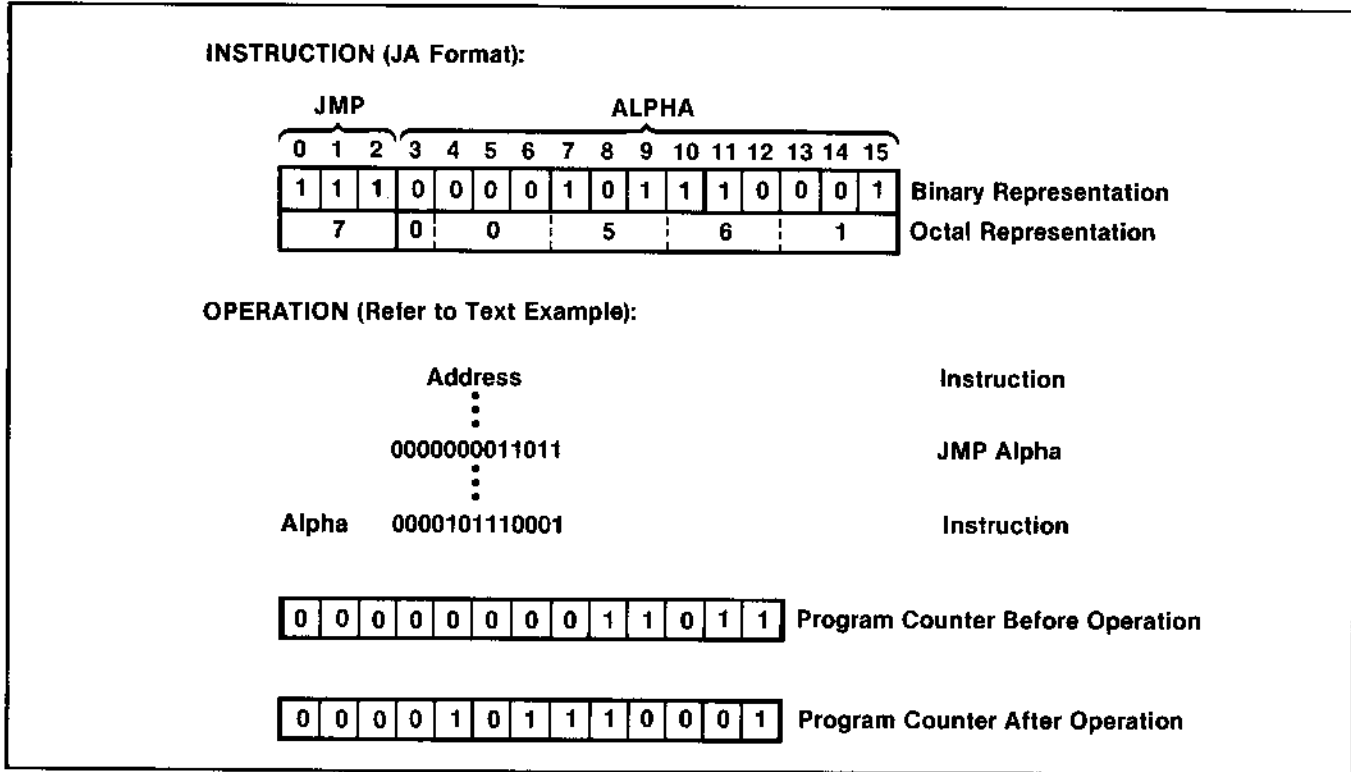 INSTRUCTION (JA Format):
JMP ALPHA
0 1 2 3 4 5 6 7 8 9 10 11 12 13 14 15
1 1 1 0 0 0 0 1 0 1 1 1 0 0 0 1 Binary Representation
7 0 0 5 6 1 Octal Representation
OPERATION (Refer to Text Example):
Address Instruction
0000000011011 JMP Alpha
Alpha 0000101110001 Instruction
0 0 0 0 0 0 0 0 1 1 0 1 1 Program Counter Before Operation
0 0 0 0 1 0 1 1 1 0 0 0 1 Program Counter After Operation